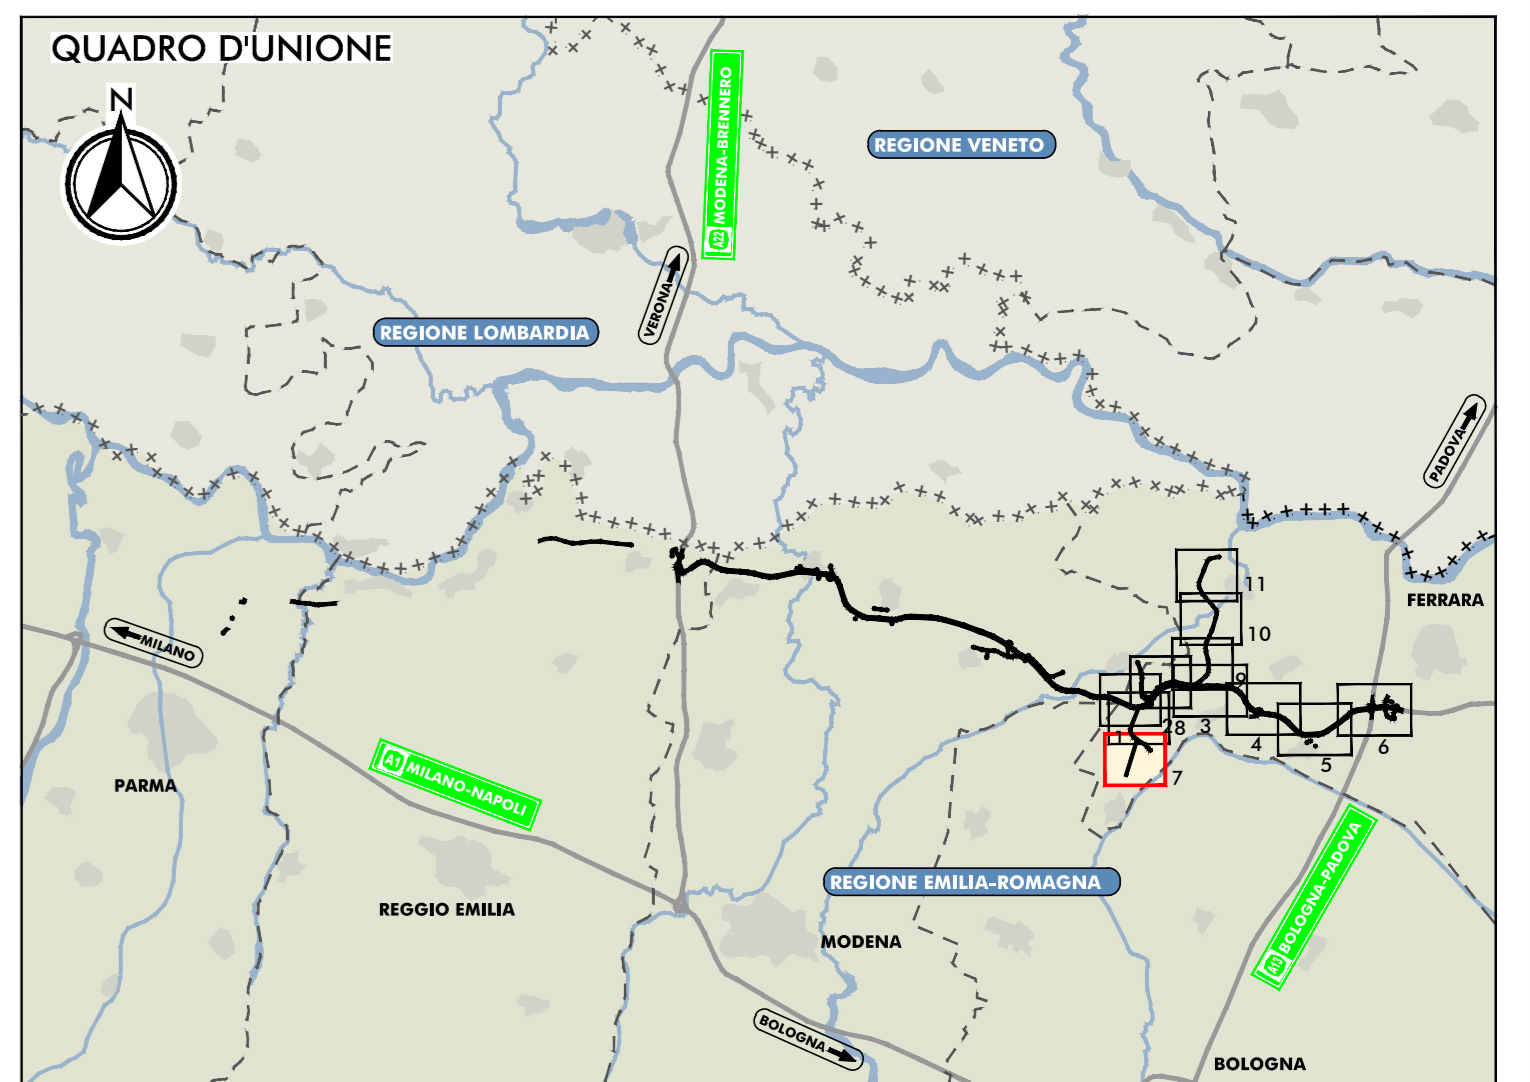 QUADRO D'UNIONE
N
A22 MODENA-BRENNERO
REGIONE VENETO
VERONA
REGIONE LOMBARDIA
PADOVA
FERRARA
MILANO
11
10
9
1
2
8
3
4
5
6
7
PARMA
A1 MILANO-NAPOLI
A13 BOLOGNA-PADOVA
REGIONE EMILIA-ROMAGNA
REGGIO EMILIA
MODENA
BOLOGNA
BOLOGNA